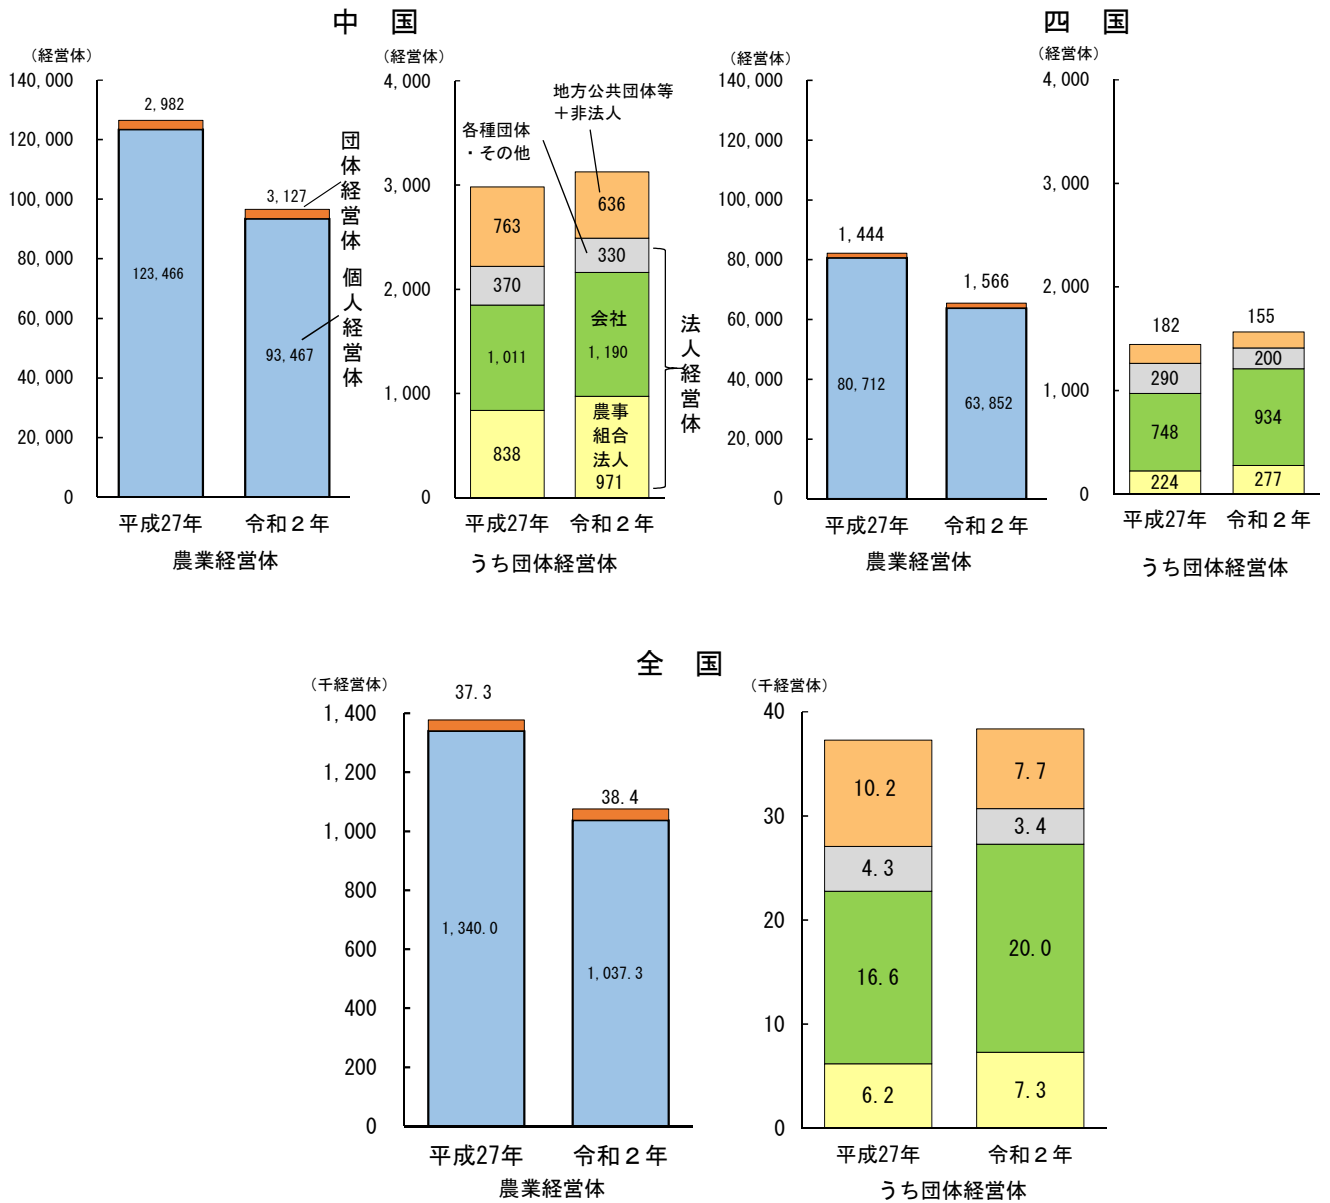 中　国
（経営体）
140,000
120,000
100,000
80,000
60,000
40,000
20,000
0
2,982
123,466
3,127
93,467
団体経営体
個人経営体
平成27年
令和２年
農業経営体
（経営体）
4,000
3,000
2,000
1,000
0
地方公共団体等
＋非法人
各種団体
・その他
763
370
1,011
838
636
330
会社
1,190
農事
組合
法人
971
法人経営体
平成27年
令和２年
うち団体経営体
四　国
（経営体）
140,000
120,000
100,000
80,000
60,000
40,000
20,000
0
1,444
80,712
1,566
63,852
平成27年
令和２年
農業経営体
（経営体）
4,000
3,000
2,000
1,000
0
182
290
748
224
155
200
934
277
平成27年
令和２年
うち団体経営体
全　国
（千経営体）
1,400
1,200
1,000
800
600
400
200
0
37.3
1,340.0
38.4
1,037.3
平成27年
令和２年
農業経営体
（千経営体）
40
30
20
10
0
10.2
4.3
16.6
6.2
7.7
3.4
20.0
7.3
平成27年
令和２年
うち団体経営体